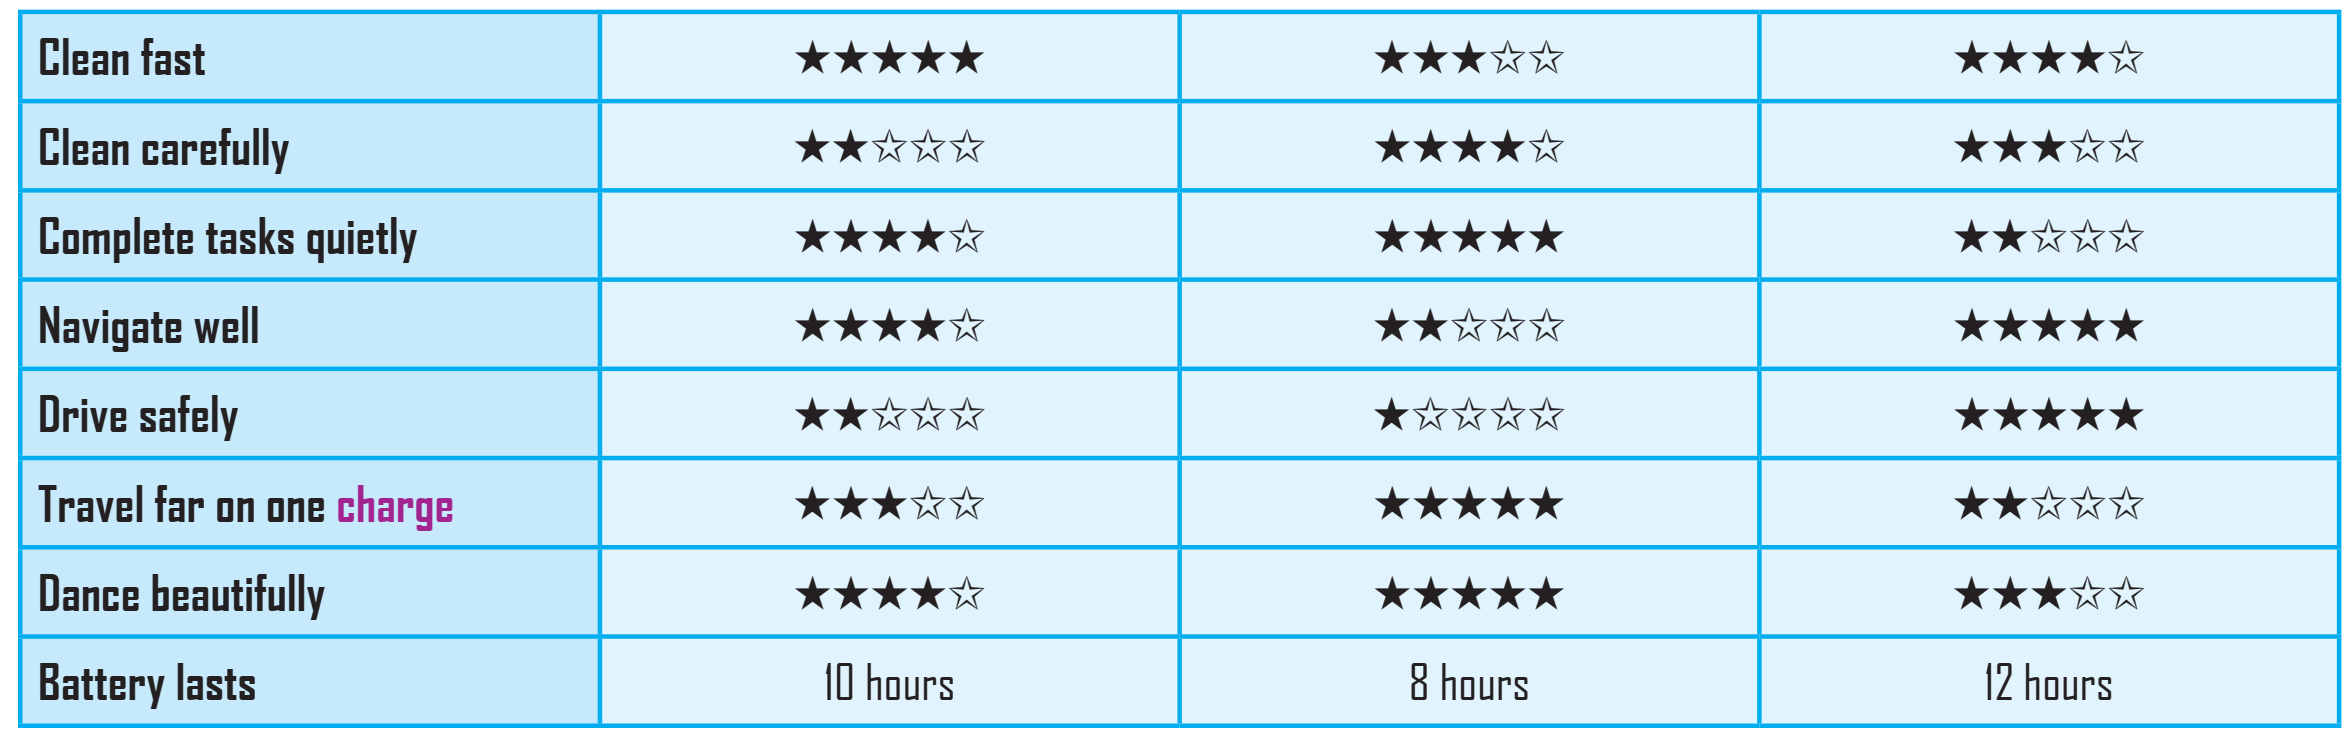 Clean fast ★★★★★ ★★★☆☆ ★★★★☆
Clean carefully ★★☆☆☆ ★★★★☆ ★★★☆☆
Complete tasks quietly ★★★★☆ ★★★★★ ★★☆☆☆
Navigate well ★★★★☆ ★★☆☆☆ ★★★★★
Drive safely ★★☆☆☆ ★☆☆☆☆ ★★★★★
Travel far on one charge ★★★☆☆ ★★★★★ ★★☆☆☆
Dance beautifully ★★★★☆ ★★★★★ ★★★☆☆
Battery lasts 10 hours 8 hours 12 hours